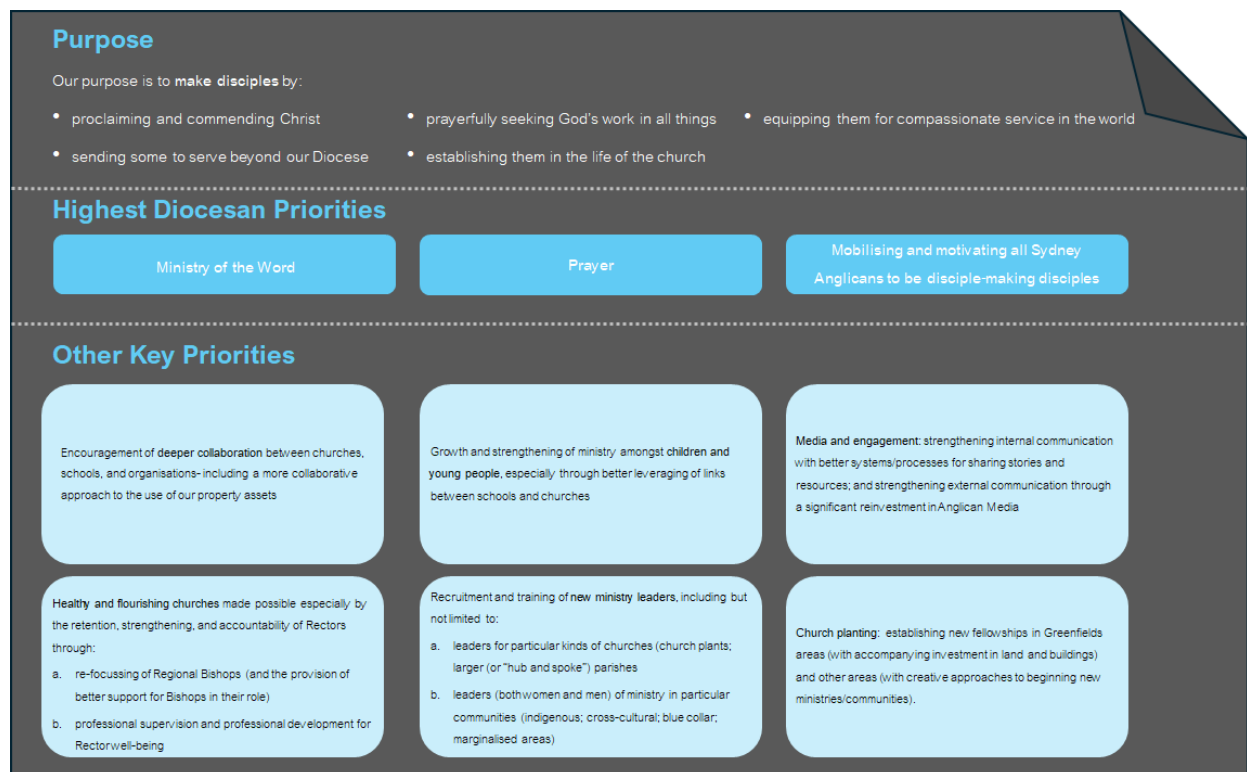 Purpose
Our purpose is to make disciples by:
• proclaiming and commending Christ
• prayerfully seeking God's work in all things
• equipping them for compassionate service in the world
• sending some to serve beyond our Diocese
• establishing them in the life of the church
Highest Diocesan Priorities
Ministry of the Word
Prayer
Mobilising and motivating all Sydney
Anglicans to be disciple-making disciples
Other Key Priorities
Encouragement of deeper collaboration between churches,
schools, and organisations- including a more collaborative
approach to the use of our property assets
Growth and strengthening of ministry amongst children and
young people, especially through better leveraging of links
between schools and churches
Media and engagement: strengthening internal communication
with better systems/processes for sharing stories and
resources; and strengthening external communication through
a significant reinvestment in Anglican Media
Healthy and flourishing churches made possible especially by
the retention, strengthening, and accountability of Rectors
through:
a. re-focussing of Regional Bishops (and the provision of
better support for Bishops in their role)
b. professional supervision and professional development for
Rector well-being
Recruitment and training of new ministry leaders, including but
not limited to:
a. leaders for particular kinds of churches (church plants;
larger (or "hub and spoke") parishes
b. leaders (both women and men) of ministry in particular
communities (indigenous; cross-cultural; blue collar;
marginalised areas)
Church planting: establishing new fellowships in Greenfields
areas (with accompanying investment in land and buildings)
and other areas (with creative approaches to beginning new
ministries/communities).